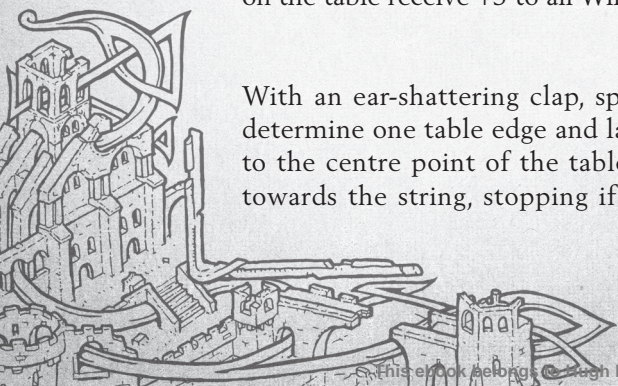 on the table receive +3 to all Wi
With an ear-shattering clap, sp
determine one table edge and la
to the centre point of the tabl
towards the string, stopping if
This ebook belongs to Hugh